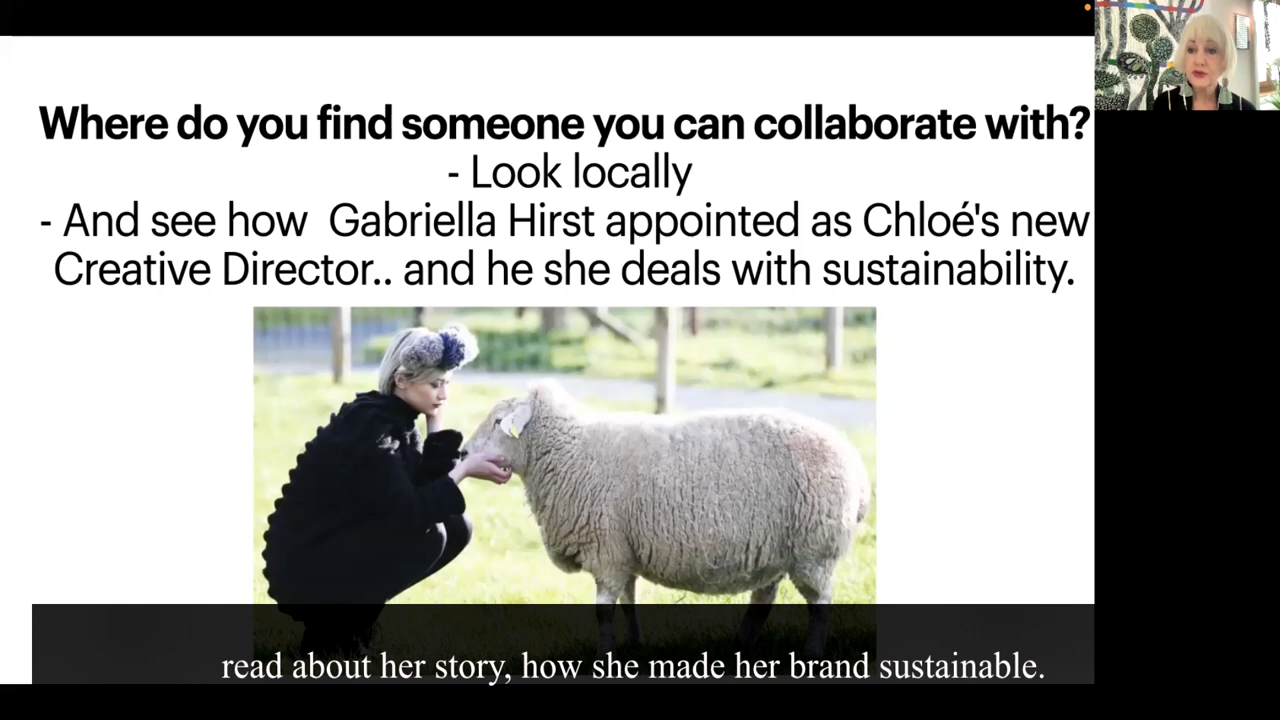 Where do you find someone you can collaborate with?
- Look locally
- And see how  Gabriella Hirst appointed as Chloé's new
Creative Director.. and he she deals with sustainability.
read about her story, how she made her brand sustainable.